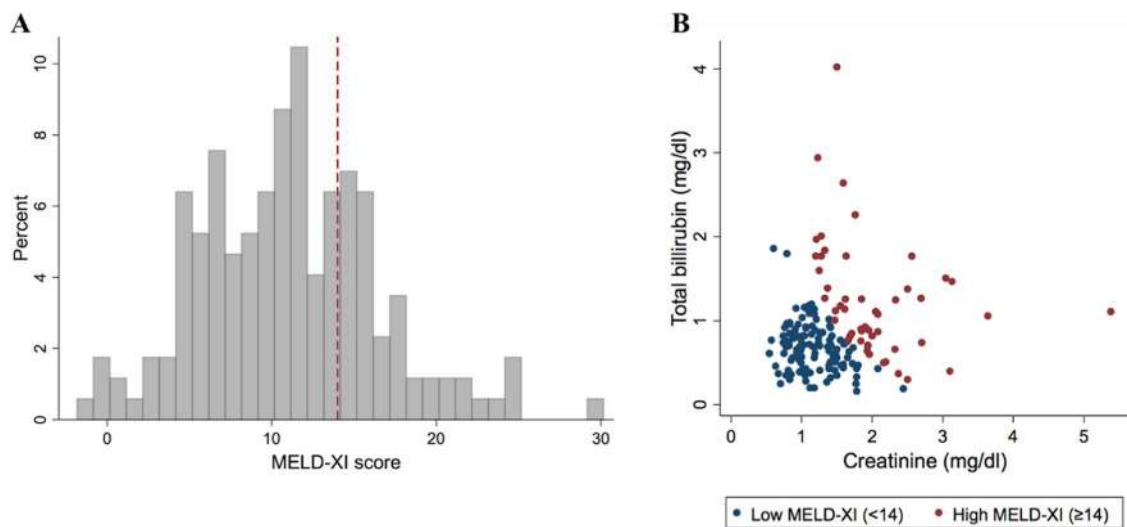 A
Percent
10
8
6
4
2
0
0
10
20
30
MELD-XI score
B
Total billirubin (mg/dl)
4
3
2
1
0
0
1
2
3
4
5
Creatinine (mg/dl)
Low MELD-XI (<14)
High MELD-XI (≥14)